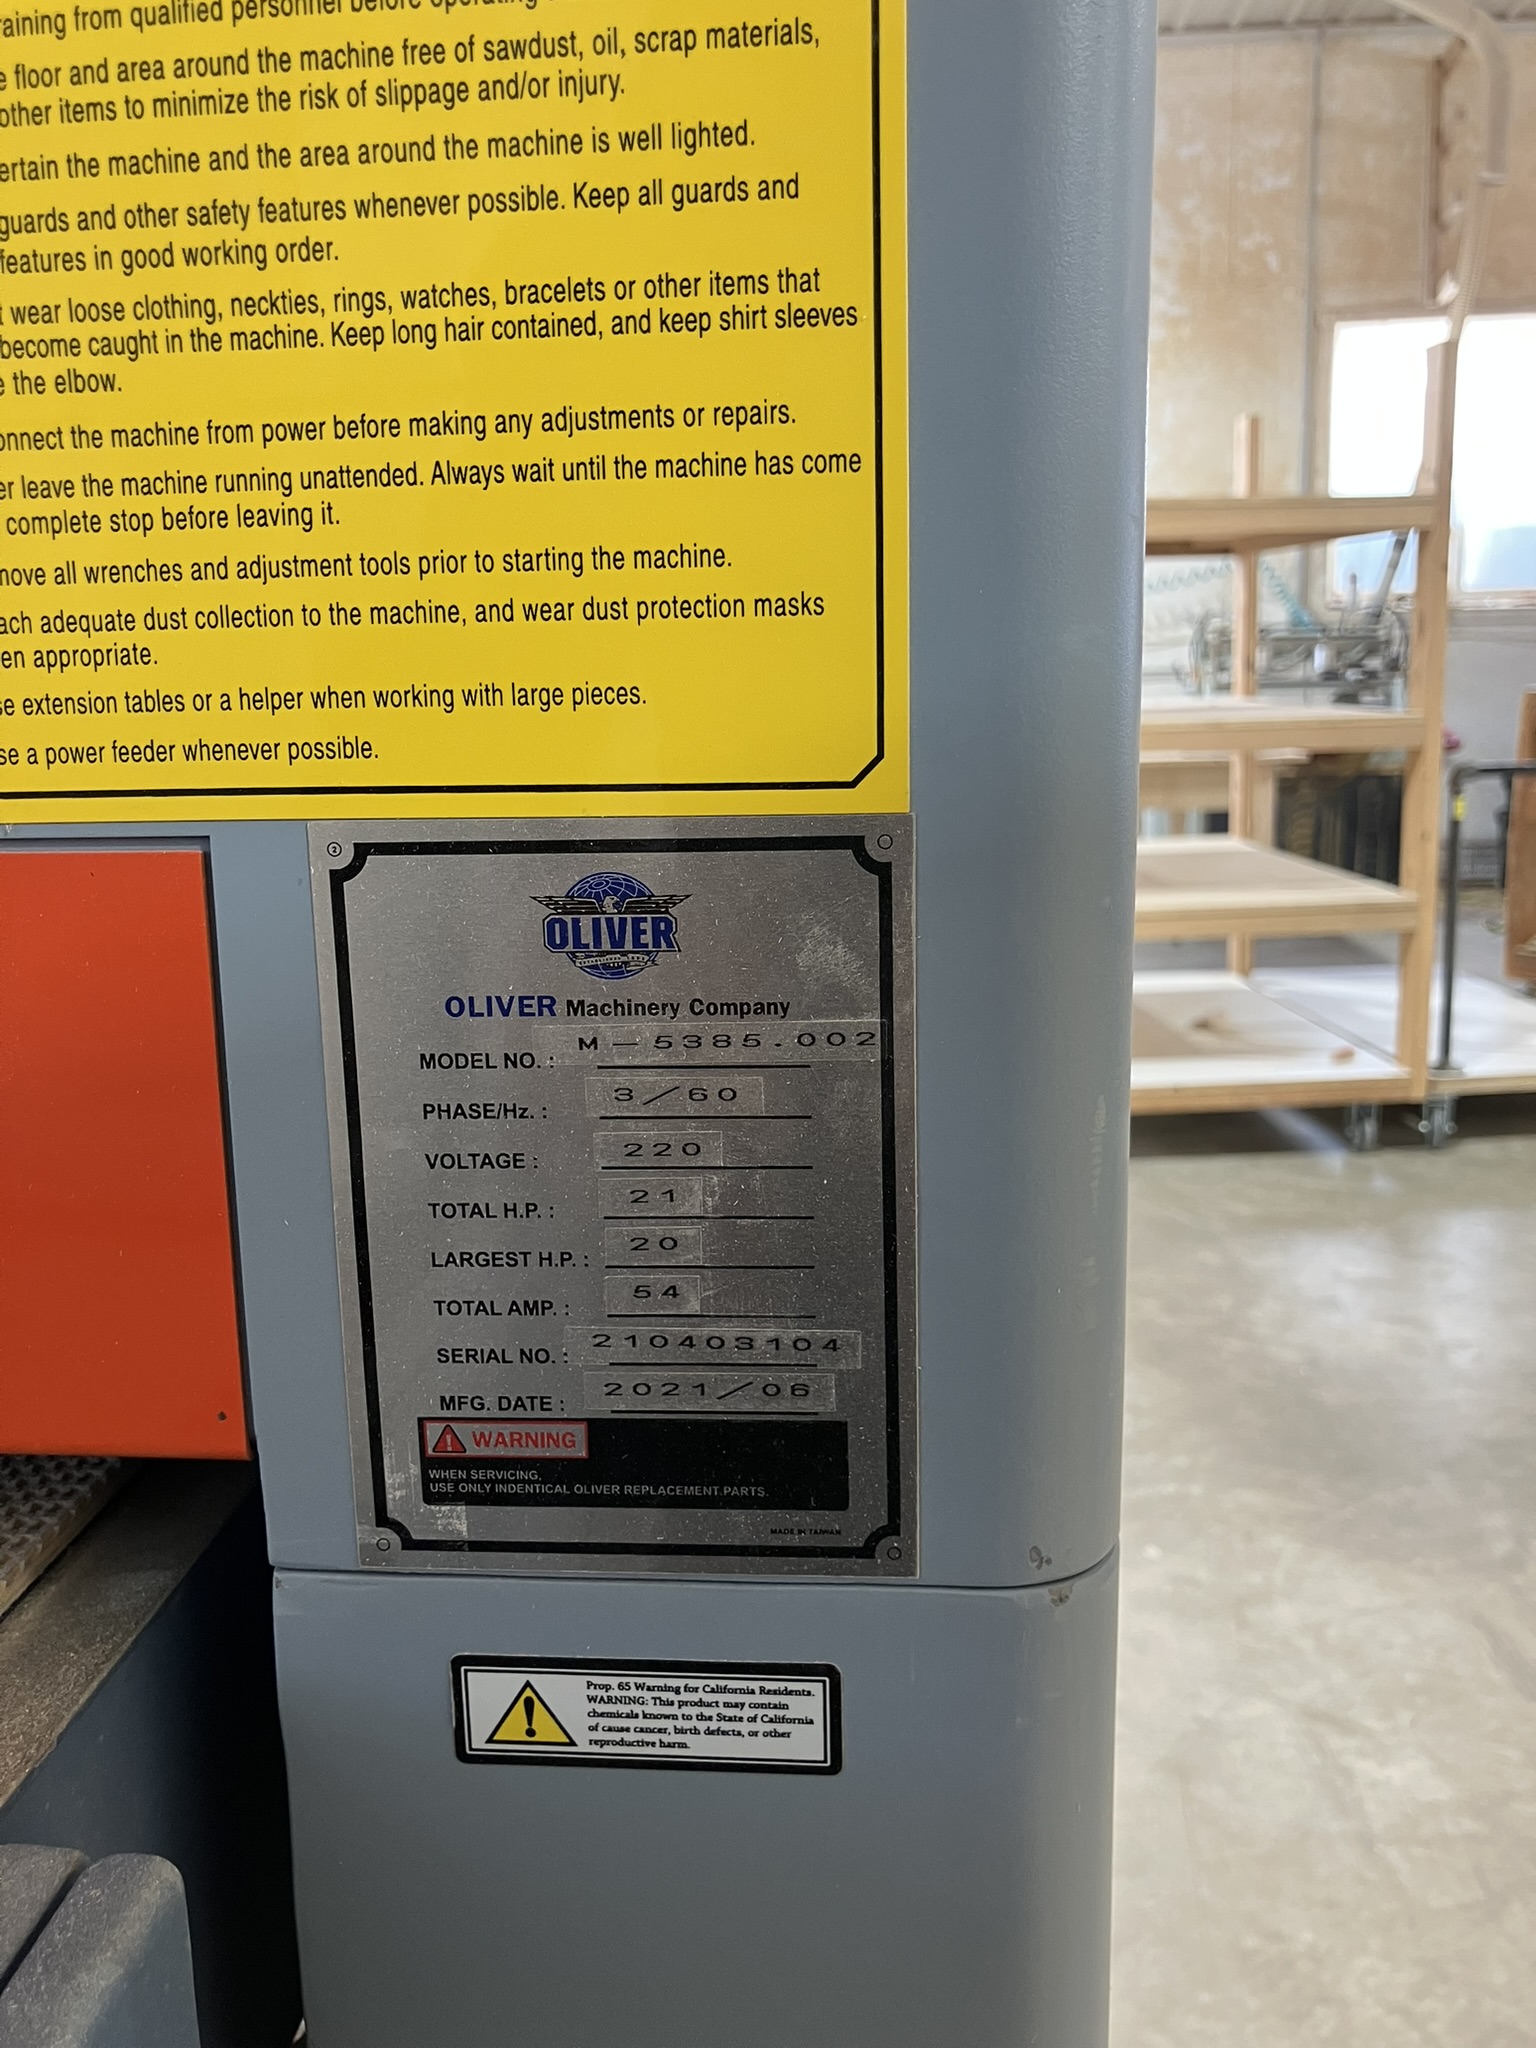 aining from qualified personnel before operating
e floor and area around the machine free of sawdust, oil, scrap materials,
other items to minimize the risk of slippage and/or injury.
ertain the machine and the area around the machine is well lighted.
guards and other safety features whenever possible. Keep all guards and
features in good working order.
t wear loose clothing, neckties, rings, watches, bracelets or other items that
become caught in the machine. Keep long hair contained, and keep shirt sleeves
e the elbow.
onnect the machine from power before making any adjustments or repairs.
er leave the machine running unattended. Always wait until the machine has come
complete stop before leaving it.
move all wrenches and adjustment tools prior to starting the machine.
ach adequate dust collection to the machine, and wear dust protection masks
en appropriate.
se extension tables or a helper when working with large pieces.
se a power feeder whenever possible.
2
OLIVER
OLIVER Machinery Company
MODEL NO. : M-5385.002
PHASE/Hz. : 3/60
VOLTAGE : 220
TOTAL H.P. : 21
LARGEST H.P. : 20
TOTAL AMP. : 54
SERIAL NO. : 210403104
MFG. DATE : 2021/06
WARNING
WHEN SERVICING,
USE ONLY INDENTICAL OLIVER REPLACEMENT PARTS.
MADE IN TAIWAN
Prop. 65 Warning for California Residents.
WARNING: This product may contain
chemicals known to the State of California
of cause cancer, birth defects, or other
reproductive harm.